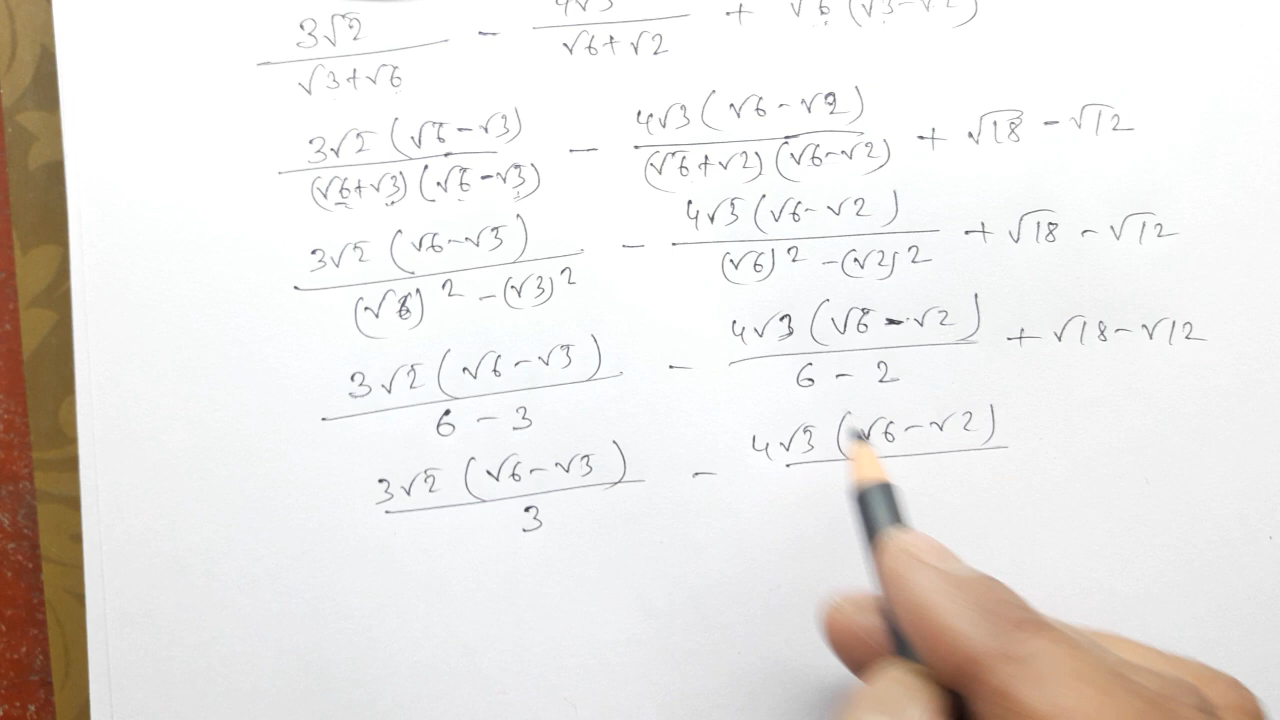 3√2 / √3+√6 - 4√3 / √6+√2 + √6 (√3-√2)
3√2 (√6-√3) / (√6+√3) (√6-√3) - 4√3 (√6-√2) / (√6+√2) (√6-√2) + √18 - √12
3√2 (√6-√3) / (√6)² - (√3)² - 4√3 (√6-√2) / (√6)² - (√2)² + √18 - √12
3√2 (√6-√3) / 6 - 3 - 4√3 (√6-√2) / 6 - 2 + √18 - √12
3√2 (√6-√3) / 3 - 4√3 (√6-√2)